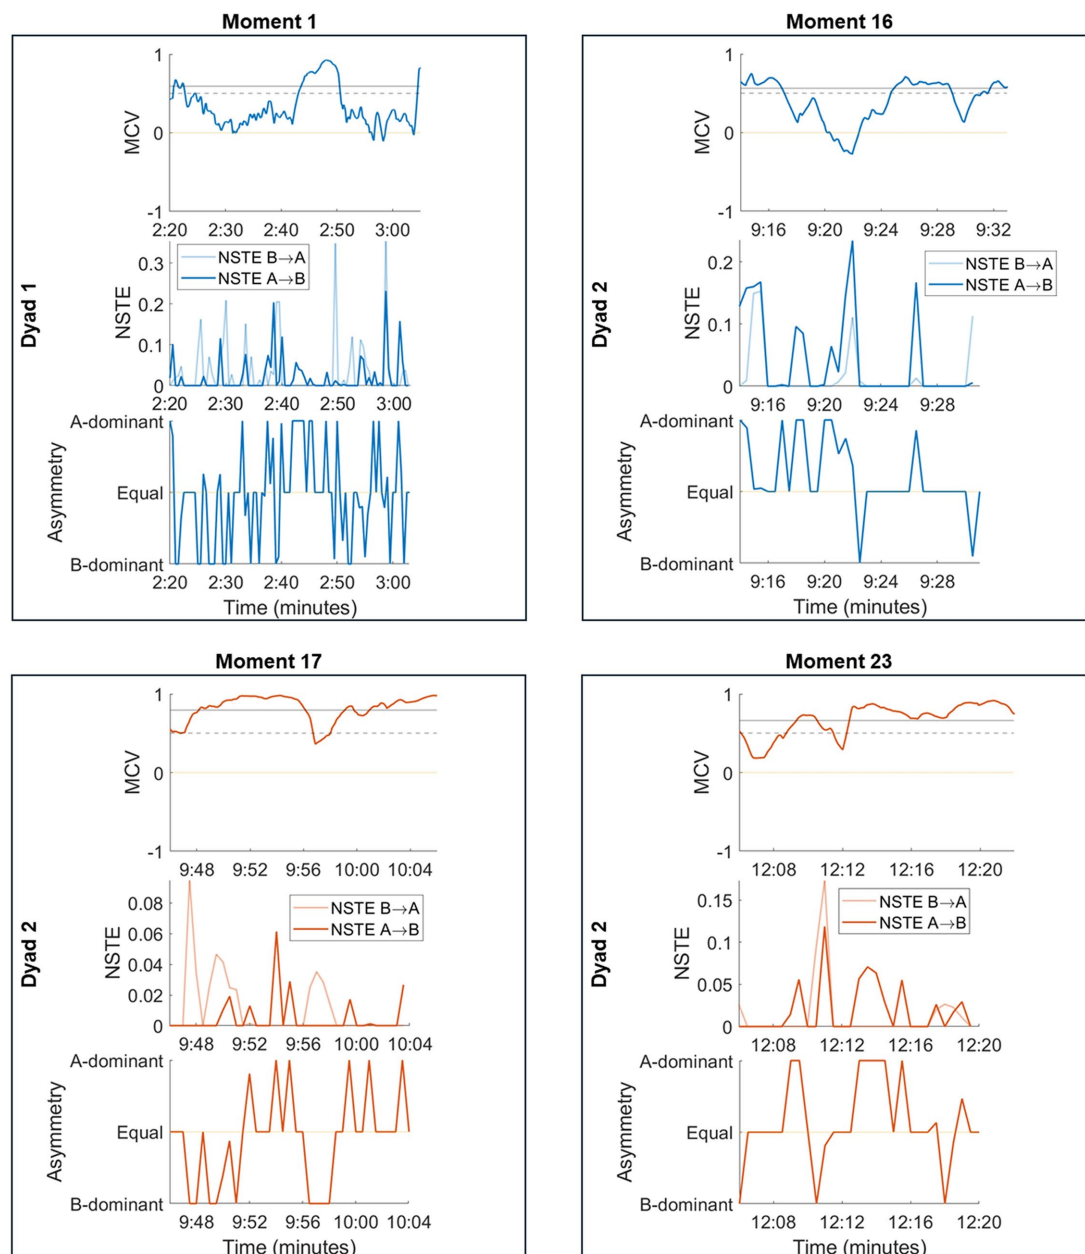 Moment 1
1
0
-1
MCV
2:20 2:30 2:40 2:50 3:00
Dyad 1
0.3
0.2
0.1
0
NSTE
NSTE B→A
NSTE A→B
2:20 2:30 2:40 2:50 3:00
A-dominant
Equal
B-dominant
Asymmetry
2:20 2:30 2:40 2:50 3:00
Time (minutes)
Moment 16
1
0
-1
MCV
9:16 9:20 9:24 9:28 9:32
Dyad 2
0.2
0.1
0
NSTE
NSTE B→A
NSTE A→B
9:16 9:20 9:24 9:28
A-dominant
Equal
B-dominant
Asymmetry
9:16 9:20 9:24 9:28
Time (minutes)
Moment 17
1
0
-1
MCV
9:48 9:52 9:56 10:00 10:04
Dyad 2
0.08
0.06
0.04
0.02
0
NSTE
NSTE B→A
NSTE A→B
9:48 9:52 9:56 10:00 10:04
A-dominant
Equal
B-dominant
Asymmetry
9:48 9:52 9:56 10:00 10:04
Time (minutes)
Moment 23
1
0
-1
MCV
12:08 12:12 12:16 12:20
Dyad 2
0.15
0.1
0.05
0
NSTE
NSTE B→A
NSTE A→B
12:08 12:12 12:16 12:20
A-dominant
Equal
B-dominant
Asymmetry
12:08 12:12 12:16 12:20
Time (minutes)